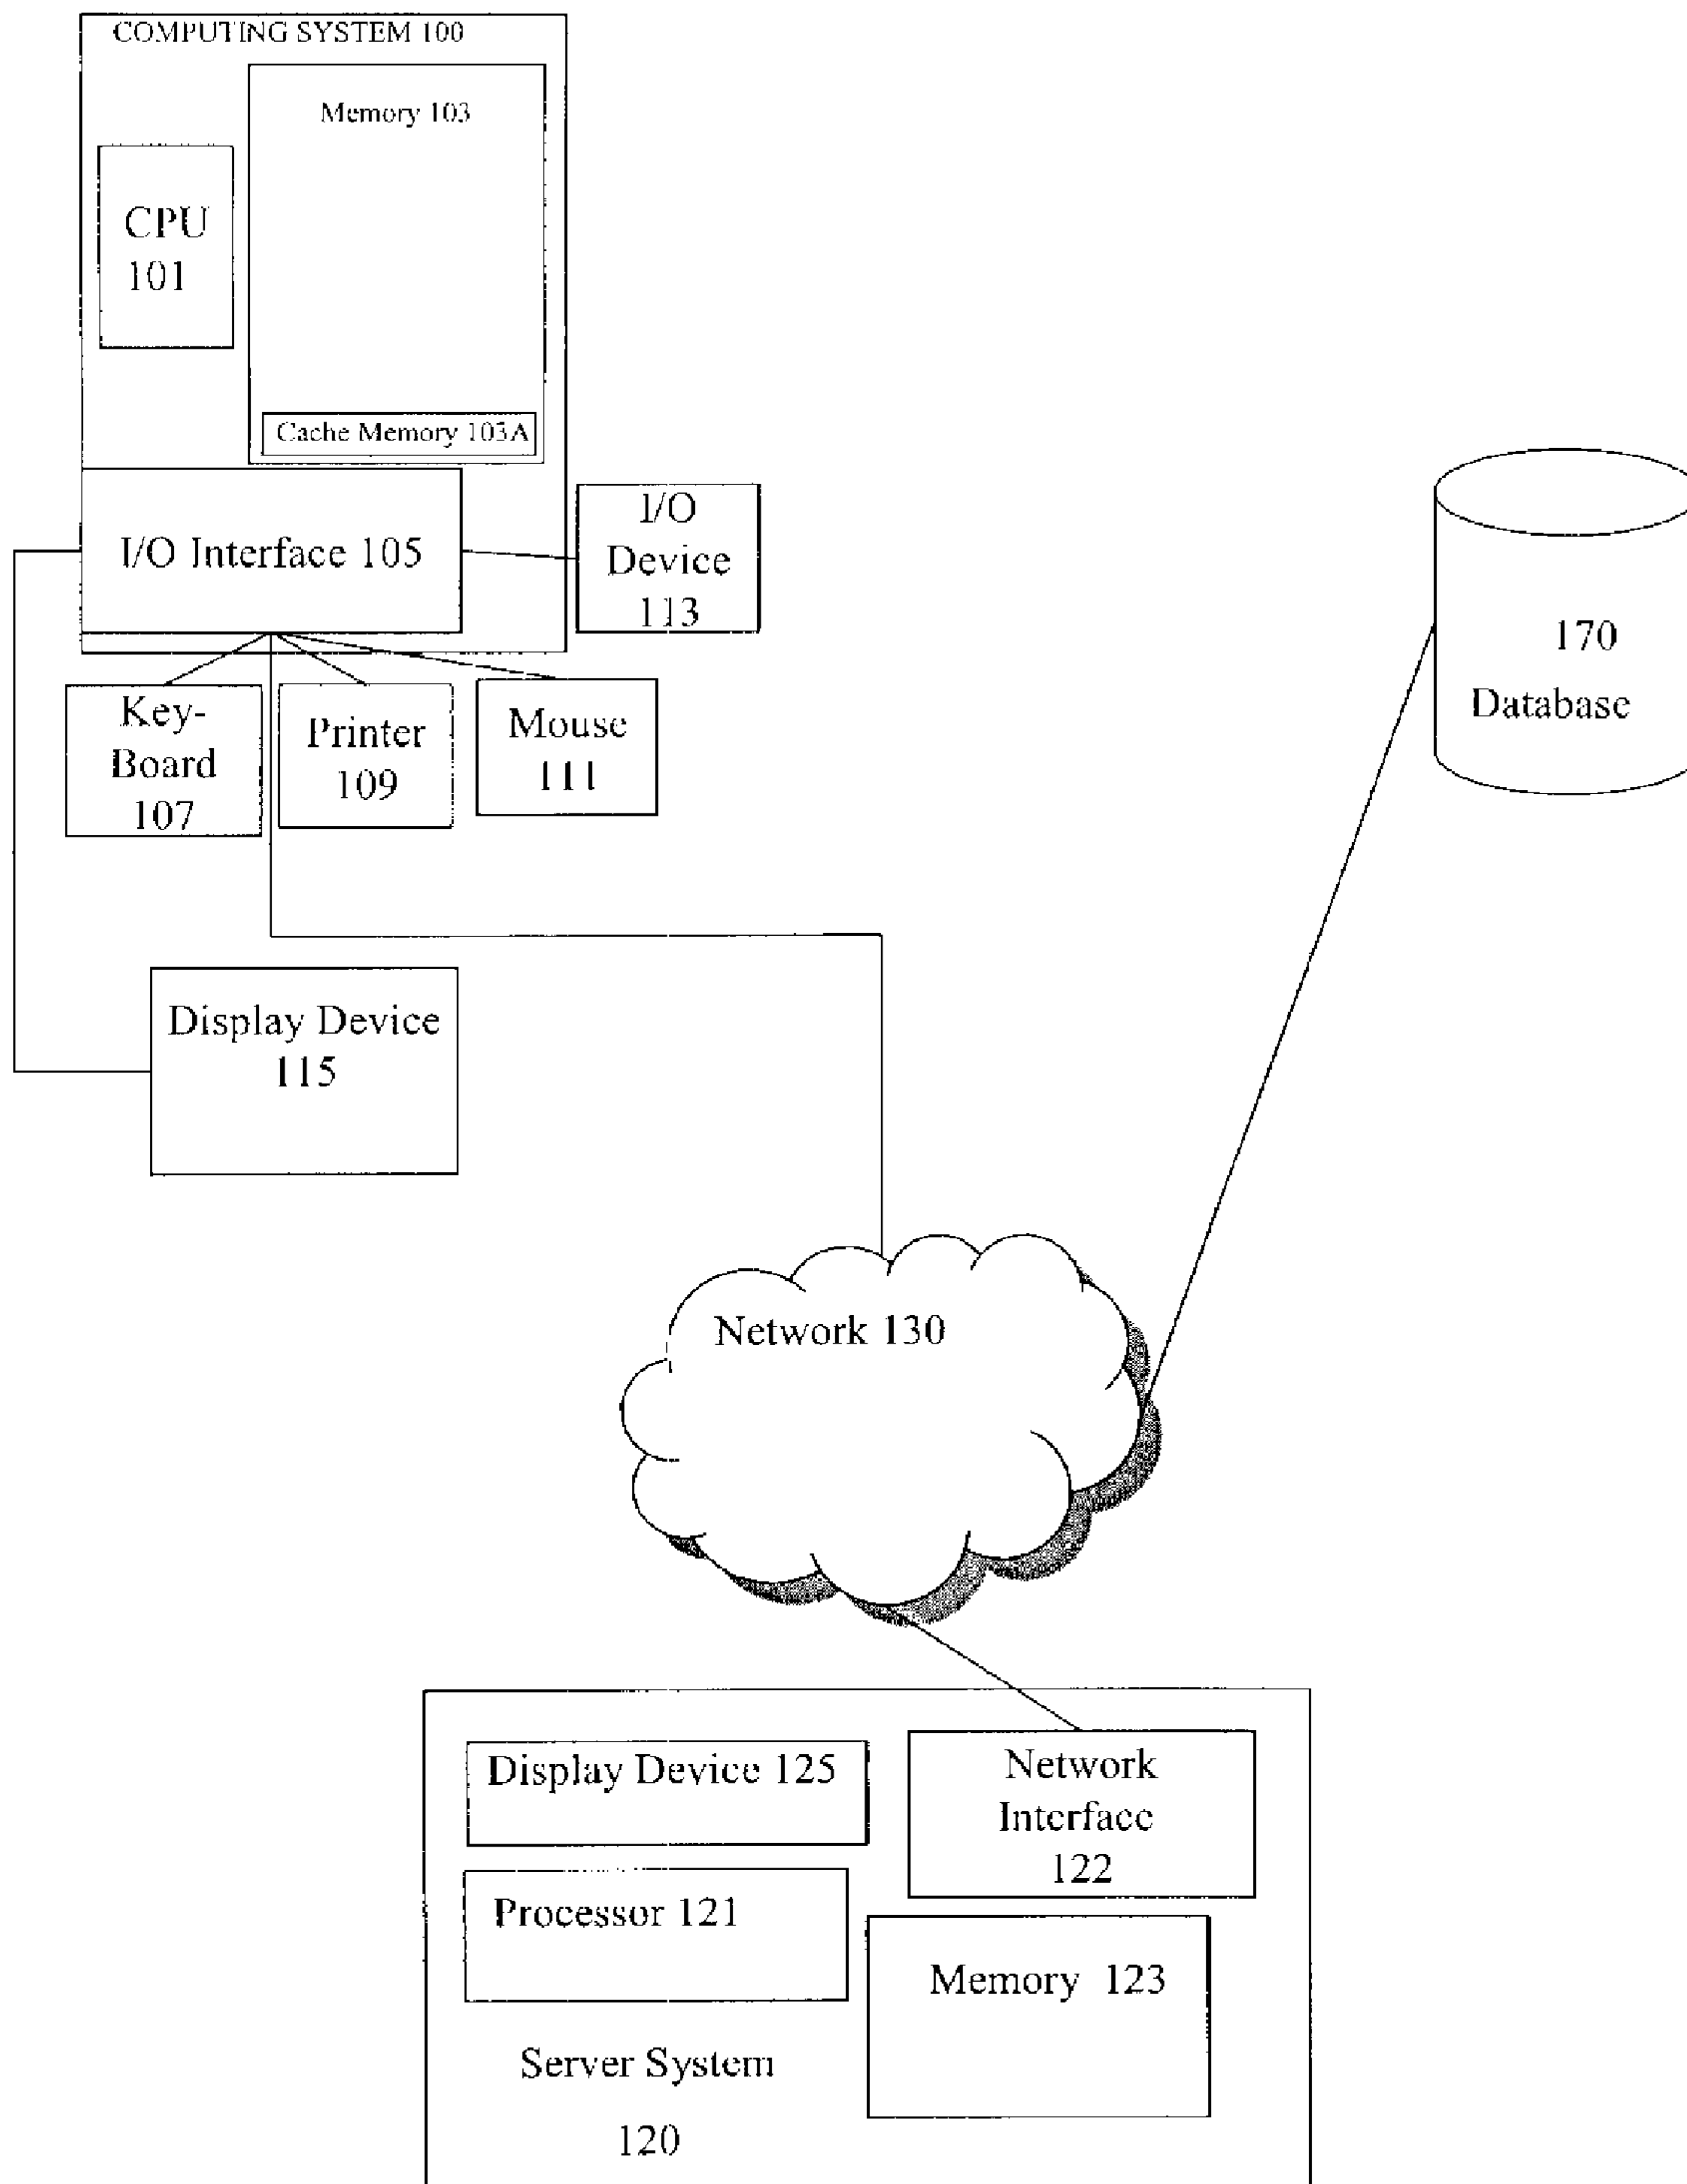 COMPUTING SYSTEM 100
Memory 103
CPU
101
Cache Memory 103A
I/O Interface 105
I/O
Device
113
Key-
Board
107
Printer
109
Mouse
111
170
Database
Display Device
115
Network 130
Display Device 125
Network
Interface
122
Processor 121
Memory 123
Server System
120